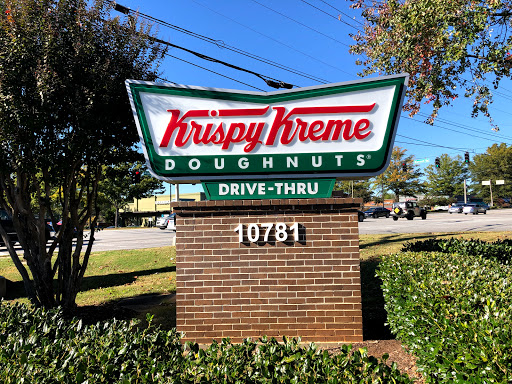 Krispy Kreme
DOUGHNUTS®
DRIVE-THRU
10781